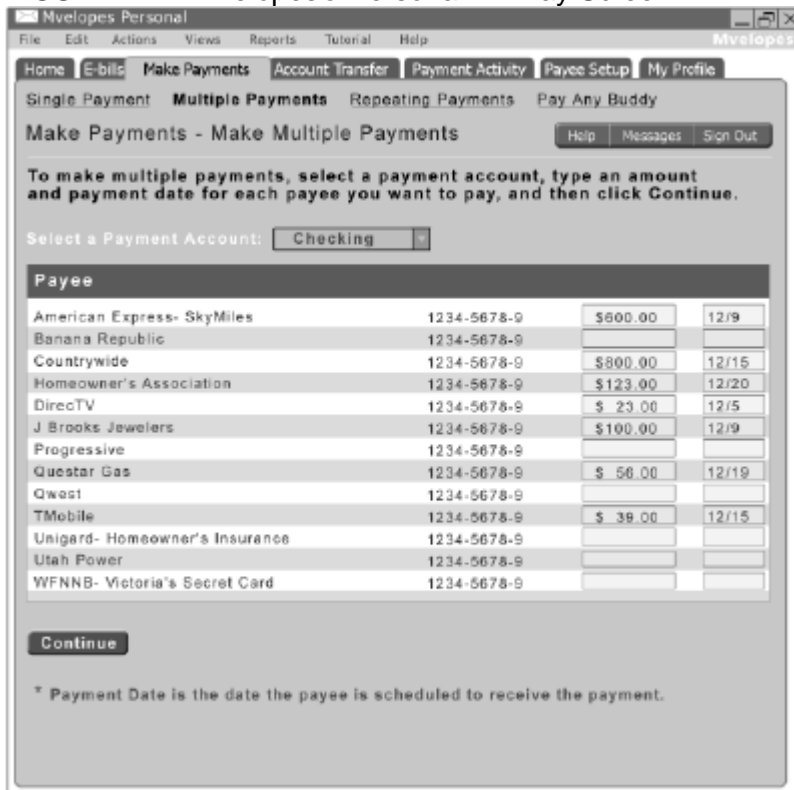 Mvelopes Personal
File Edit Actions Views Reports Tutorial Help Mvelopes
Home E-bills Make Payments Account Transfer Payment Activity Payee Setup My Profile
Single Payment Multiple Payments Repeating Payments Pay Any Buddy
Make Payments - Make Multiple Payments Help Messages Sign Out
To make multiple payments, select a payment account, type an amount
and payment date for each payee you want to pay, and then click Continue.
Select a Payment Account: Checking
Payee
American Express- SkyMiles 1234-5678-9 $600.00 12/9
Banana Republic 1234-5678-9
Countrywide 1234-5678-9 $800.00 12/15
Homeowner's Association 1234-5678-9 $123.00 12/20
DirecTV 1234-5678-9 $ 23.00 12/5
J Brooks Jewelers 1234-5678-9 $100.00 12/9
Progressive 1234-5678-9
Questar Gas 1234-5678-9 $ 56.00 12/19
Qwest 1234-5678-9
TMobile 1234-5678-9 $ 39.00 12/15
Unigard- Homeowner's Insurance 1234-5678-9
Utah Power 1234-5678-9
WFNNB- Victoria's Secret Card 1234-5678-9
Continue
* Payment Date is the date the payee is scheduled to receive the payment.